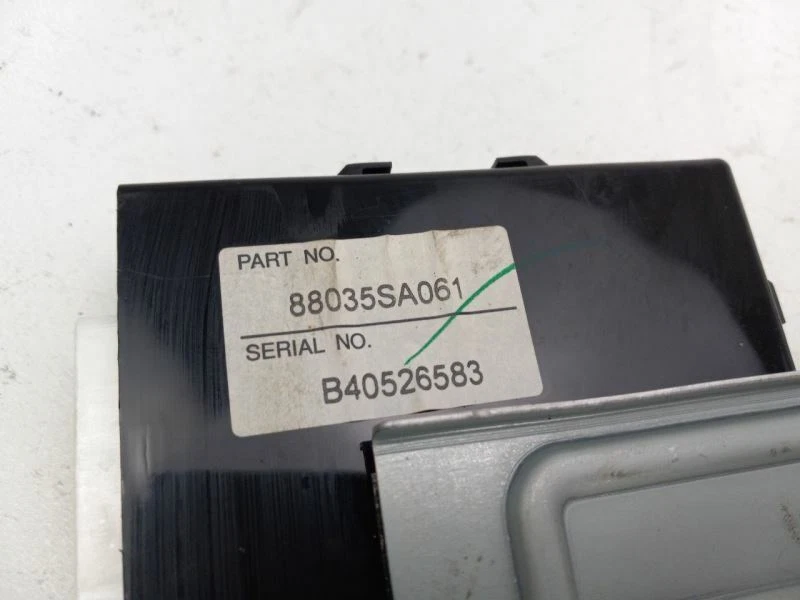 PART NO.
88035SA061
SERIAL NO.
B40526583